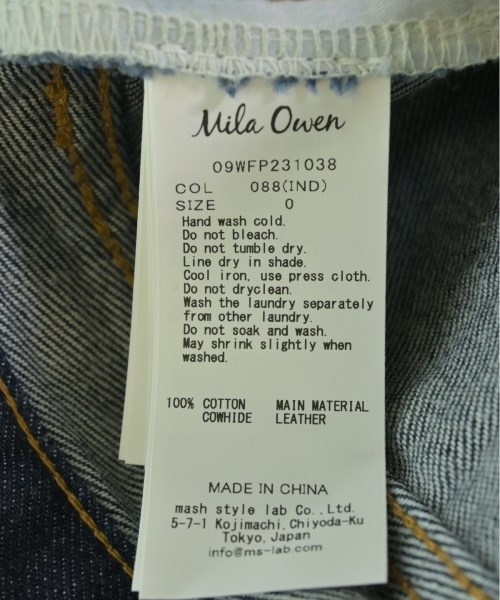 Mila Owen
09WFP231038
COL 088(IND)
SIZE 0
Hand wash cold.
Do not bleach.
Do not tumble dry.
Line dry in shade.
Cool iron, use press cloth.
Do not dryclean.
Wash the laundry separately
from other laundry.
Do not soak and wash.
May shrink slightly when
washed.
100% COTTON MAIN MATERIAL
COWHIDE LEATHER
MADE IN CHINA
mash style lab Co.,Ltd.
5-7-1 Kojimachi,Chiyoda-Ku
Tokyo,Japan
info@ms-lab.com